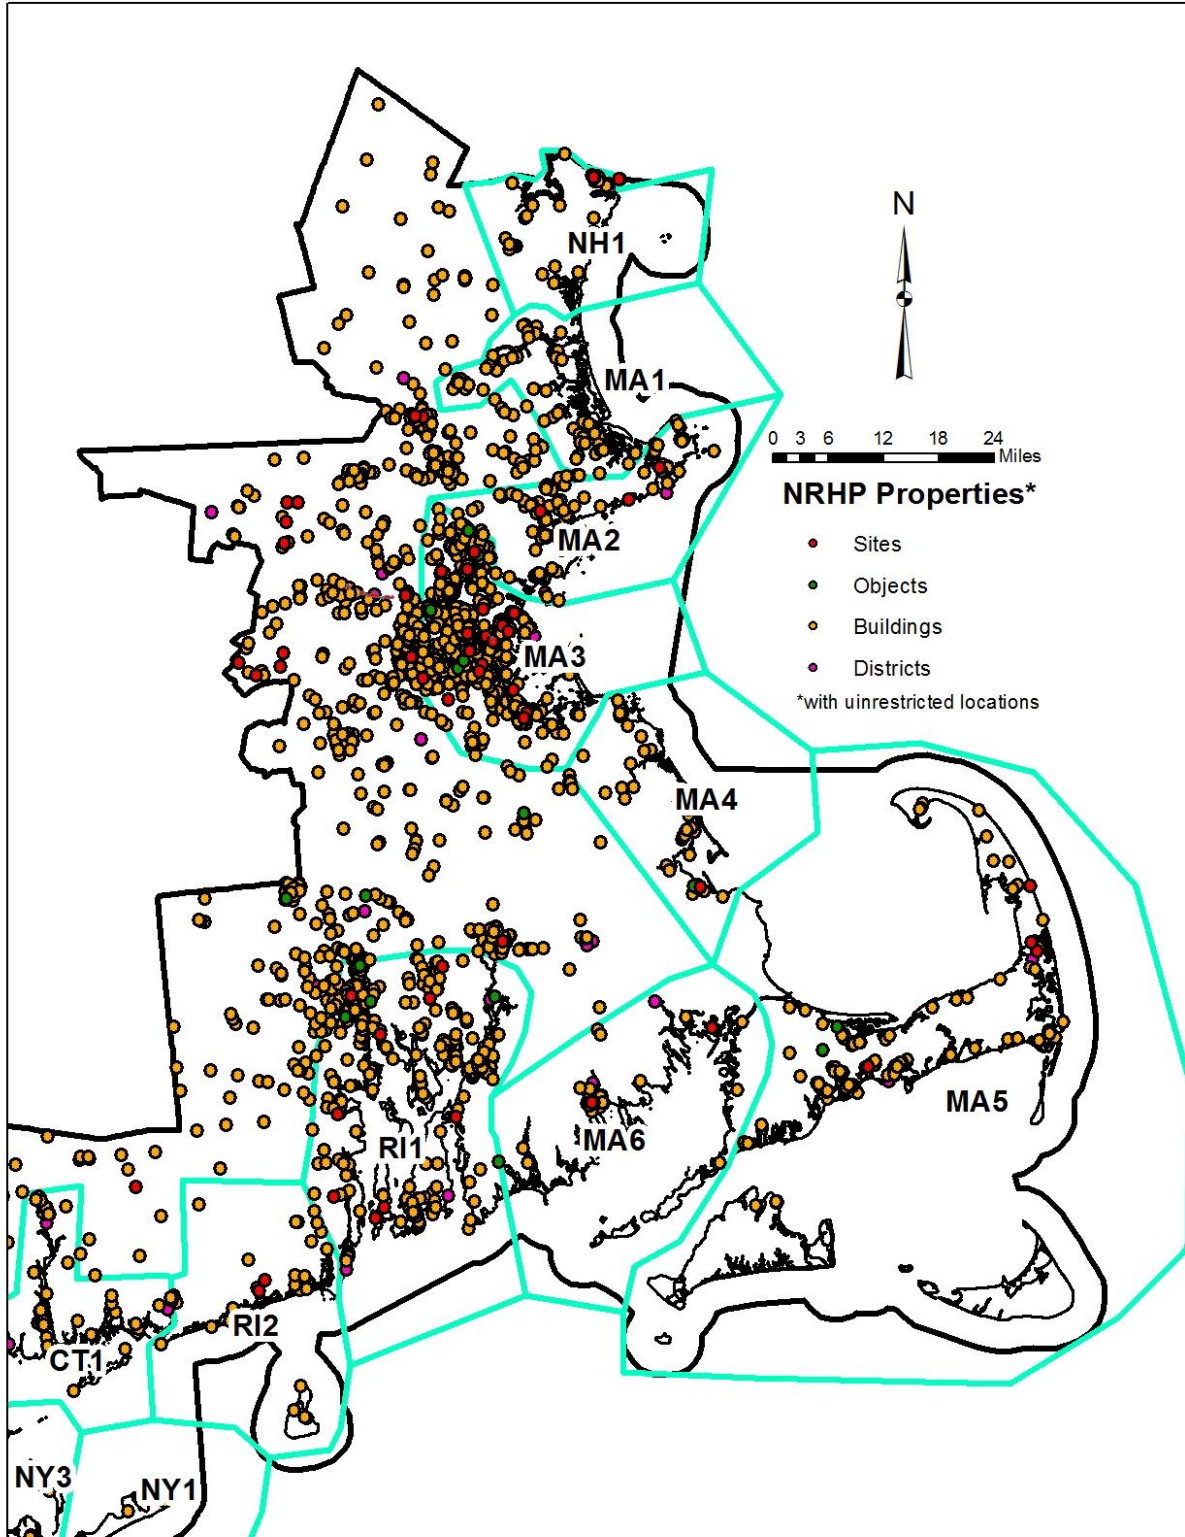 N
NH1
MA1
0 3 6 12 18 24
Miles
NRHP Properties*
Sites
MA2
Objects
Buildings
MA3
Districts
*with uinrestricted locations
MA4
MA5
MA6
RI1
RI2
CT1
NY3
NY1